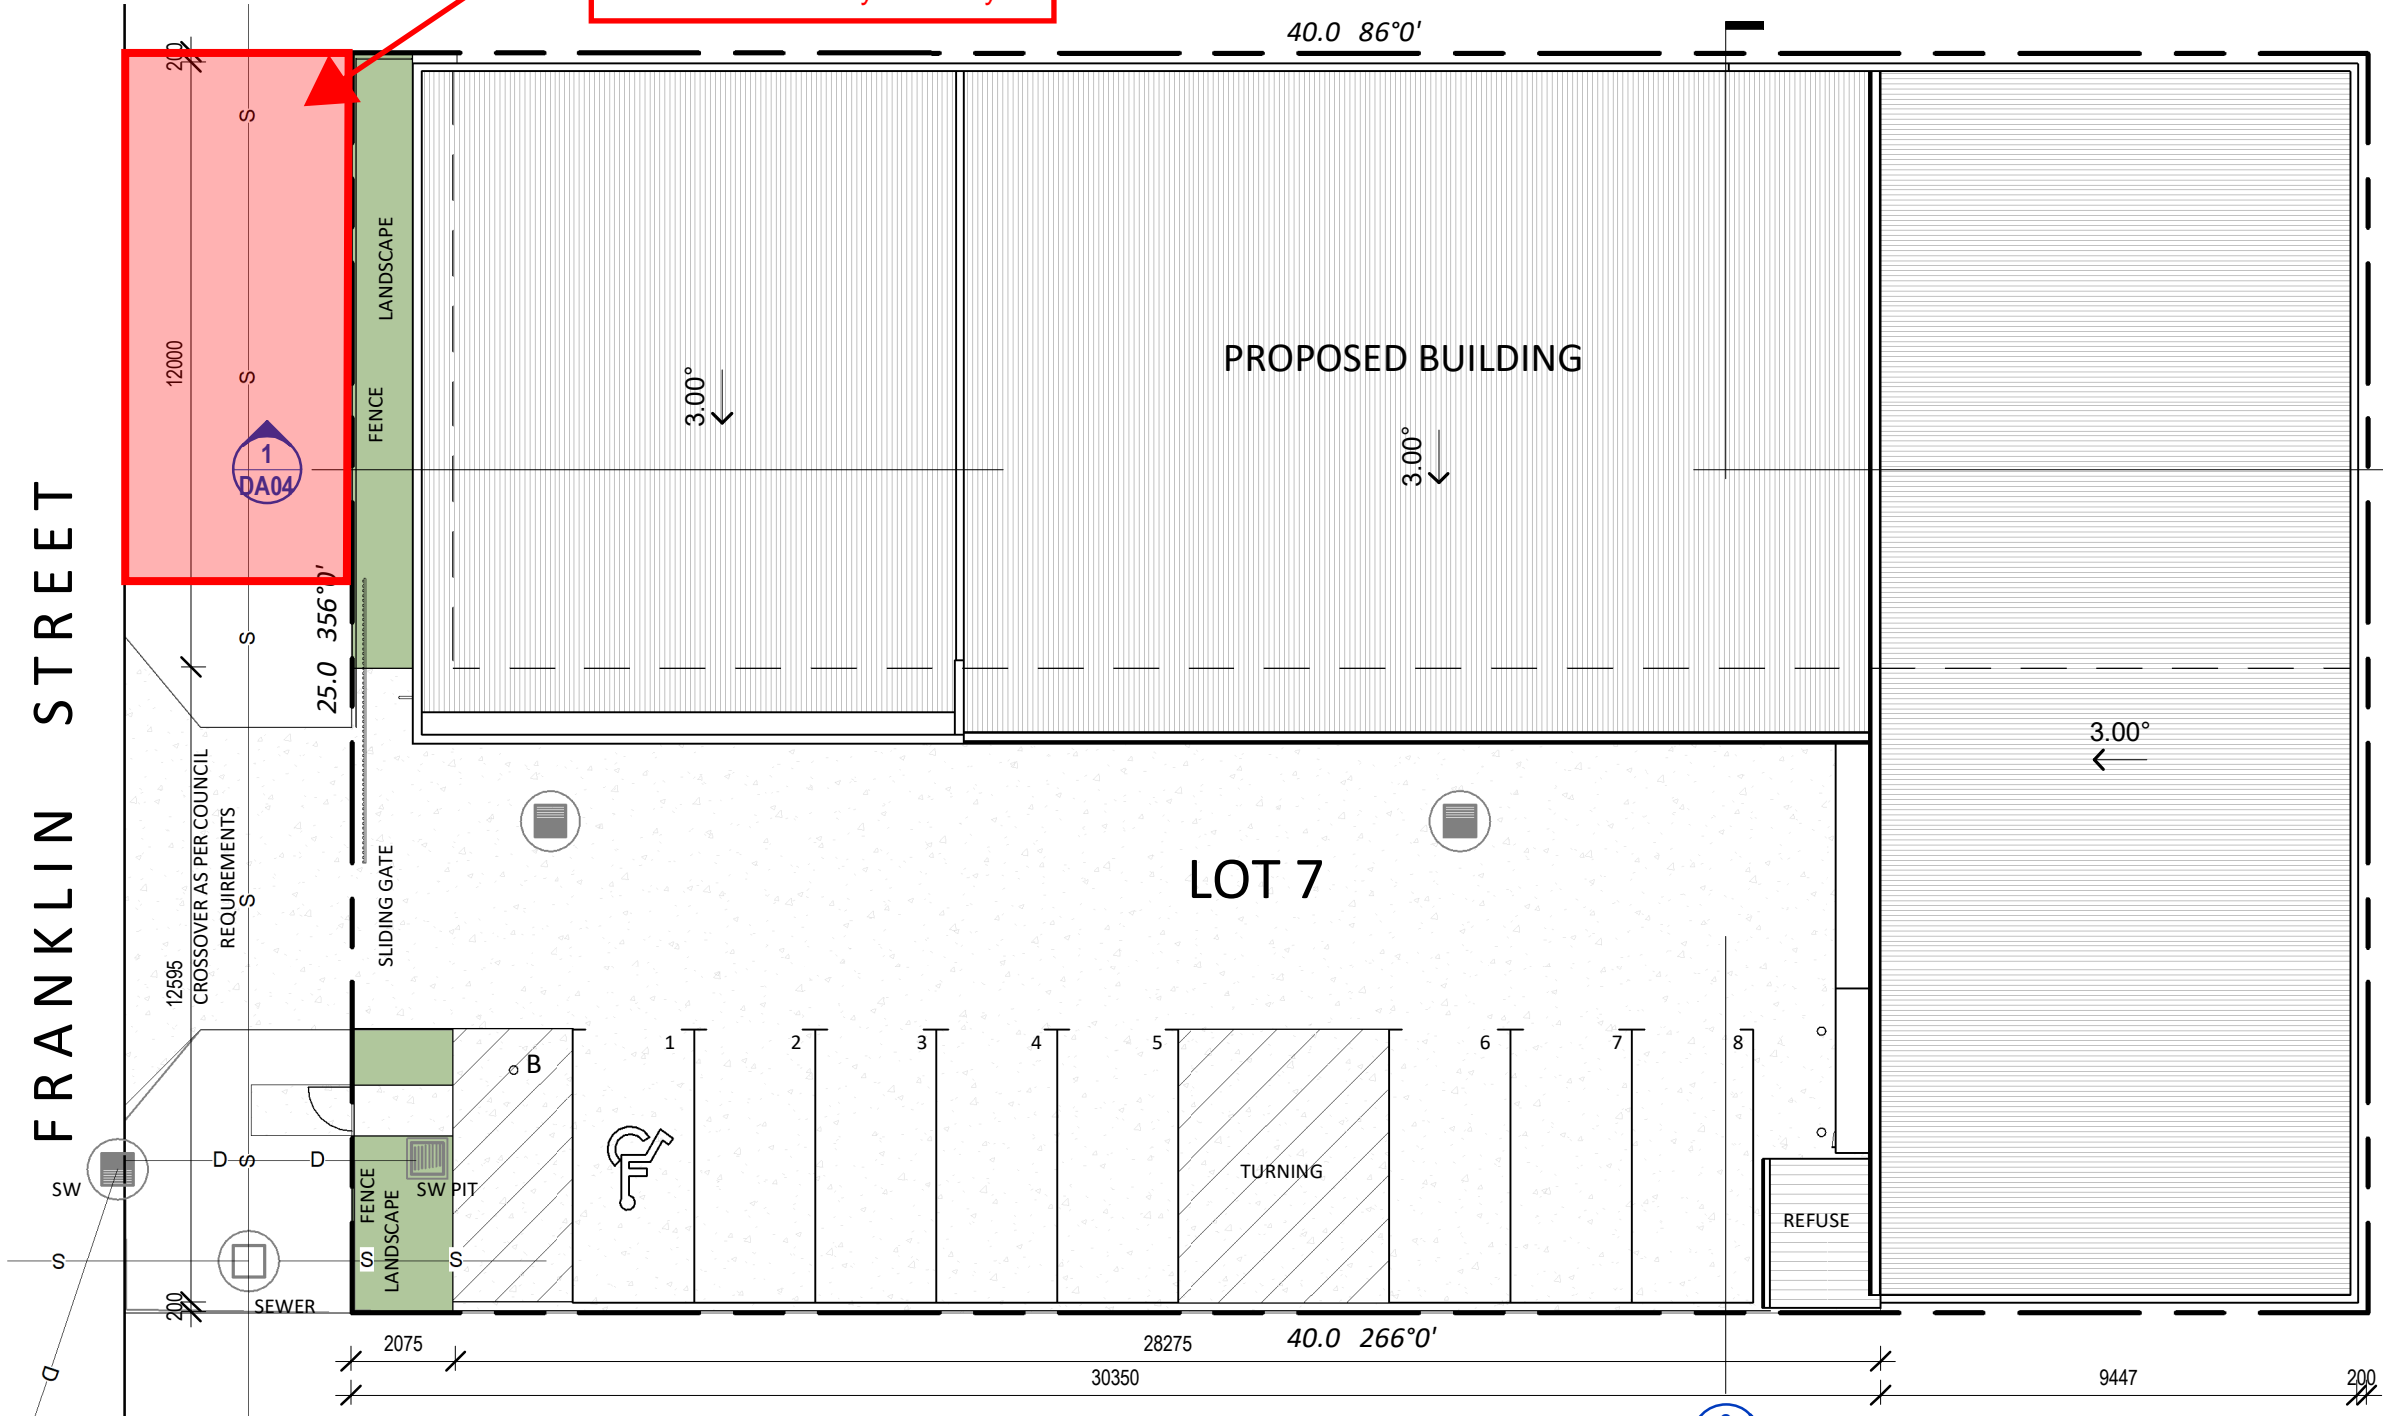 40.0 86°0'
200
S
LANDSCAPE
12000
S
FENCE
PROPOSED BUILDING
3.00°
3.00°
1
DA04
FRANKLIN STREET
25.0 356°0'
S
3.00°
CROSSOVER AS PER COUNCIL
REQUIREMENTS
SLIDING GATE
LOT 7
S
12595
B
1
2
3
4
5
6
7
8
D
S
D
SW
SW PIT
FENCE
LANDSCAPE
TURNING
REFUSE
S
S
S
SEWER
200
D
2075
28275
40.0 266°0'
30350
9447
200